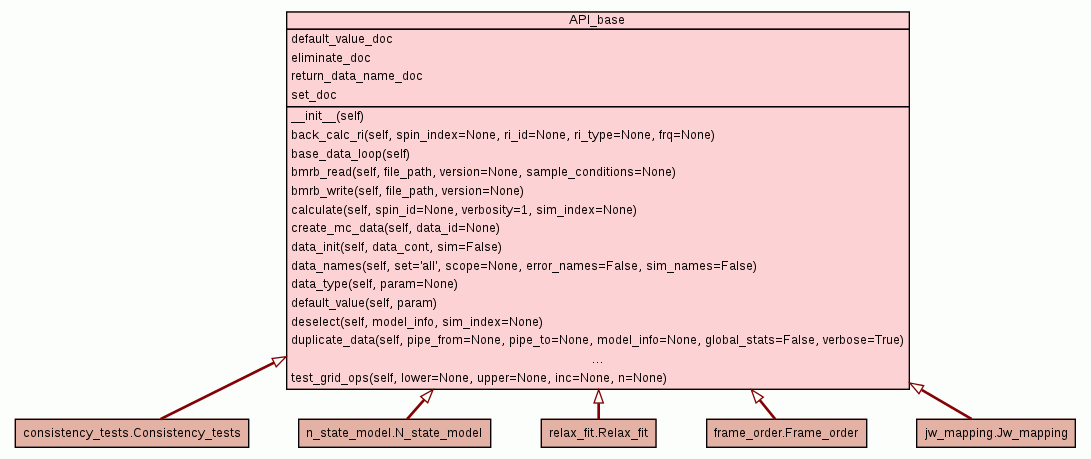 API_base
default_value_doc
eliminate_doc
return_data_name_doc
set_doc
__init__(self)
back_calc_ri(self, spin_index=None, ri_id=None, ri_type=None, frq=None)
base_data_loop(self)
bmrb_read(self, file_path, version=None, sample_conditions=None)
bmrb_write(self, file_path, version=None)
calculate(self, spin_id=None, verbosity=1, sim_index=None)
create_mc_data(self, data_id=None)
data_init(self, data_cont, sim=False)
data_names(self, set='all', scope=None, error_names=False, sim_names=False)
data_type(self, param=None)
default_value(self, param)
deselect(self, model_info, sim_index=None)
duplicate_data(self, pipe_from=None, pipe_to=None, model_info=None, global_stats=False, verbose=True)
...
test_grid_ops(self, lower=None, upper=None, inc=None, n=None)
consistency_tests.Consistency_tests
n_state_model.N_state_model
relax_fit.Relax_fit
frame_order.Frame_order
jw_mapping.Jw_mapping